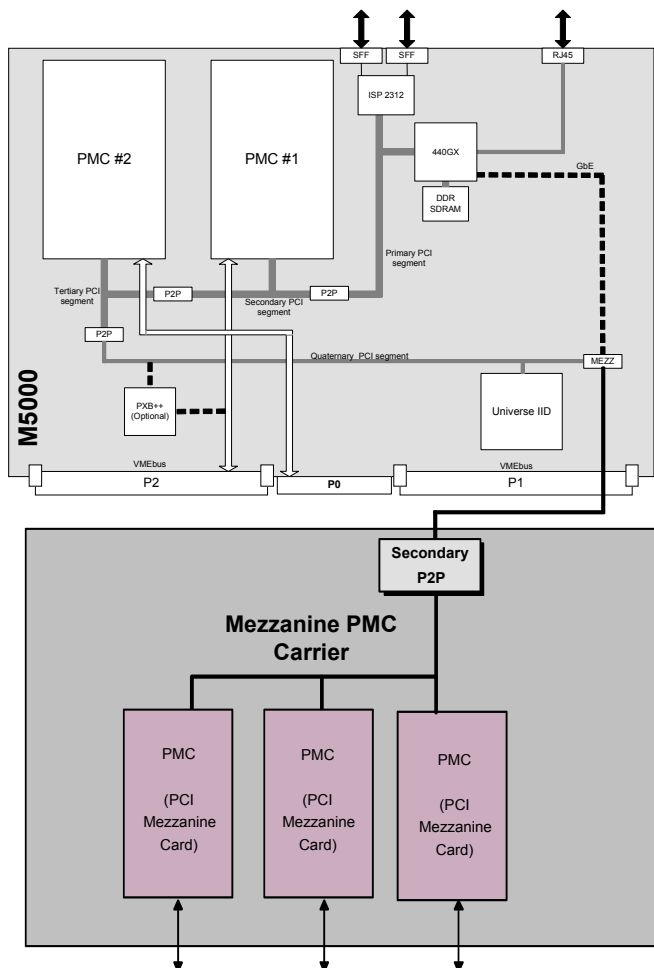 SFF
SFF
RJ45
ISP 2312
PMC #2
PMC #1
440GX
GbE
DDR
SDRAM
Primary PCI
segment
Tertiary PCI
segment
P2P
Secondary PCI
segment
P2P
P2P
Quaternary PCI segment
MEZZ
M5000
PXB++
(Optional)
Universe IID
VMEbus
P2
P0
VMEbus
P1
Secondary
P2P
Mezzanine PMC
Carrier
PMC
(PCI
Mezzanine
Card)
PMC
(PCI
Mezzanine
Card)
PMC
(PCI
Mezzanine
Card)